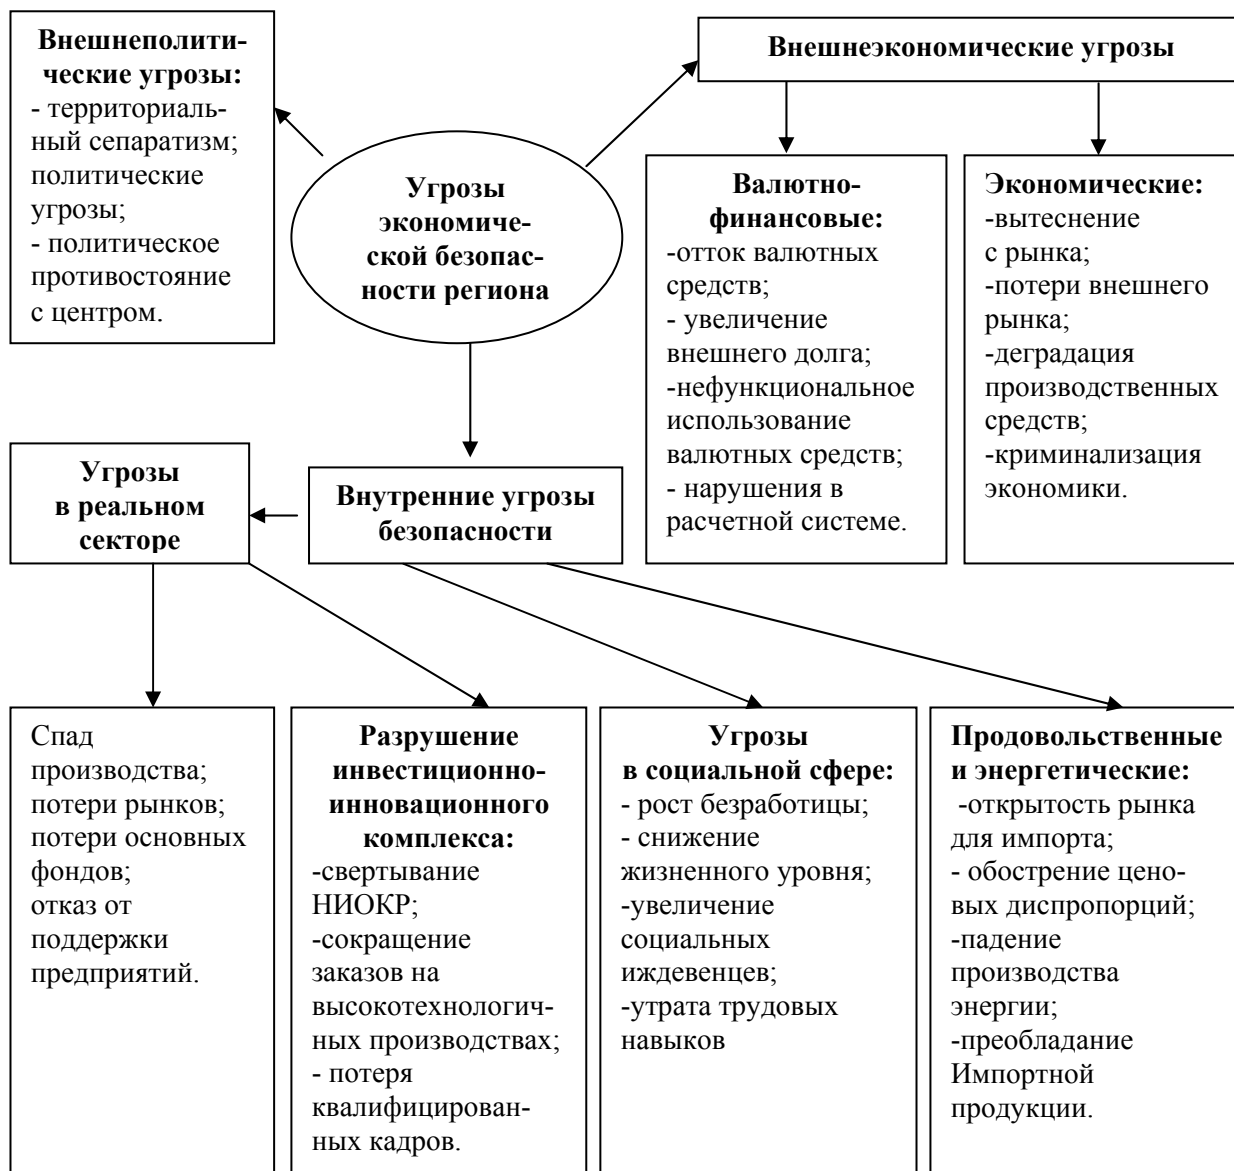 Внешнеполити-
ческие угрозы:
- территориаль-
ный сепаратизм;
политические
угрозы;
- политическое
противостояние
с центром.
Внешнеэкономические угрозы
Угрозы
экономиче-
ской безопас-
ности региона
Валютно-
финансовые:
-отток валютных
средств;
- увеличение
внешнего долга;
-нефункциональное
использование
валютных средств;
- нарушения в
расчетной системе.
Экономические:
-вытеснение
с рынка;
-потери внешнего
рынка;
-деградация
производственных
средств;
-криминализация
экономики.
Угрозы
в реальном
секторе
Внутренние угрозы
безопасности
Спад
производства;
потери рынков;
потери основных
фондов;
отказ от
поддержки
предприятий.
Разрушение
инвестиционно-
инновационного
комплекса:
-свертывание
НИОКР;
-сокращение
заказов на
высокотехнологич-
ных производствах;
- потеря
квалифицирован-
ных кадров.
Угрозы
в социальной сфере:
- рост безработицы;
- снижение
жизненного уровня;
-увеличение
социальных
иждевенцев;
-утрата трудовых
навыков
Продовольственные
и энергетические:
-открытость рынка
для импорта;
- обострение цено-
вых диспропорций;
-падение
производства
энергии;
-преобладание
Импортной
продукции.